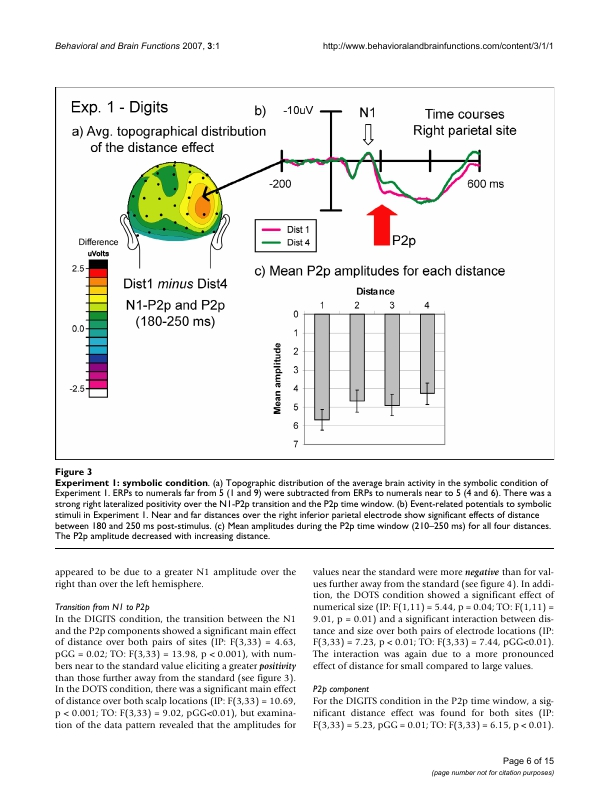 Behavioral and Brain Functions 2007, 3:1
http://www.behavioralandbrainfunctions.com/content/3/1/1
Exp. 1 - Digits
a) Avg. topographical distribution
of the distance effect
Difference
uVolts
2.5
0.0
-2.5
Dist1 minus Dist4
N1-P2p and P2p
(180-250 ms)
b)
-10uV
N1
Time courses
Right parietal site
-200
600 ms
Dist 1
Dist 4
P2p
c) Mean P2p amplitudes for each distance
Distance
1 2 3 4
Mean amplitude
0
1
2
3
4
5
6
7
Figure 3
Experiment 1: symbolic condition. (a) Topographic distribution of the average brain activity in the symbolic condition of
Experiment 1. ERPs to numerals far from 5 (1 and 9) were subtracted from ERPs to numerals near to 5 (4 and 6). There was a
strong right lateralized positivity over the N1-P2p transition and the P2p time window. (b) Event-related potentials to symbolic
stimuli in Experiment 1. Near and far distances over the right inferior parietal electrode show significant effects of distance
between 180 and 250 ms post-stimulus. (c) Mean amplitudes during the P2p time window (210–250 ms) for all four distances.
The P2p amplitude decreased with increasing distance.
appeared to be due to a greater N1 amplitude over the
right than over the left hemisphere.
Transition from N1 to P2p
In the DIGITS condition, the transition between the N1
and the P2p components showed a significant main effect
of distance over both pairs of sites (IP: F(3,33) = 4.63,
pGG = 0.02; TO: F(3,33) = 13.98, p < 0.001), with num-
bers near to the standard value eliciting a greater positivity
than those further away from the standard (see figure 3).
In the DOTS condition, there was a significant main effect
of distance over both scalp locations (IP: F(3,33) = 10.69,
p < 0.001; TO: F(3,33) = 9.02, pGG<0.01), but examina-
tion of the data pattern revealed that the amplitudes for
values near the standard were more negative than for val-
ues further away from the standard (see figure 4). In addi-
tion, the DOTS condition showed a significant effect of
numerical size (IP: F(1,11) = 5.44, p = 0.04; TO: F(1,11) =
9.01, p = 0.01) and a significant interaction between dis-
tance and size over both pairs of electrode locations (IP:
F(3,33) = 7.23, p < 0.01; TO: F(3,33) = 7.44, pGG<0.01).
The interaction was again due to a more pronounced
effect of distance for small compared to large values.
P2p component
For the DIGITS condition in the P2p time window, a sig-
nificant distance effect was found for both sites (IP:
F(3,33) = 5.23, pGG = 0.01; TO: F(3,33) = 6.15, p < 0.01).
Page 6 of 15
(page number not for citation purposes)